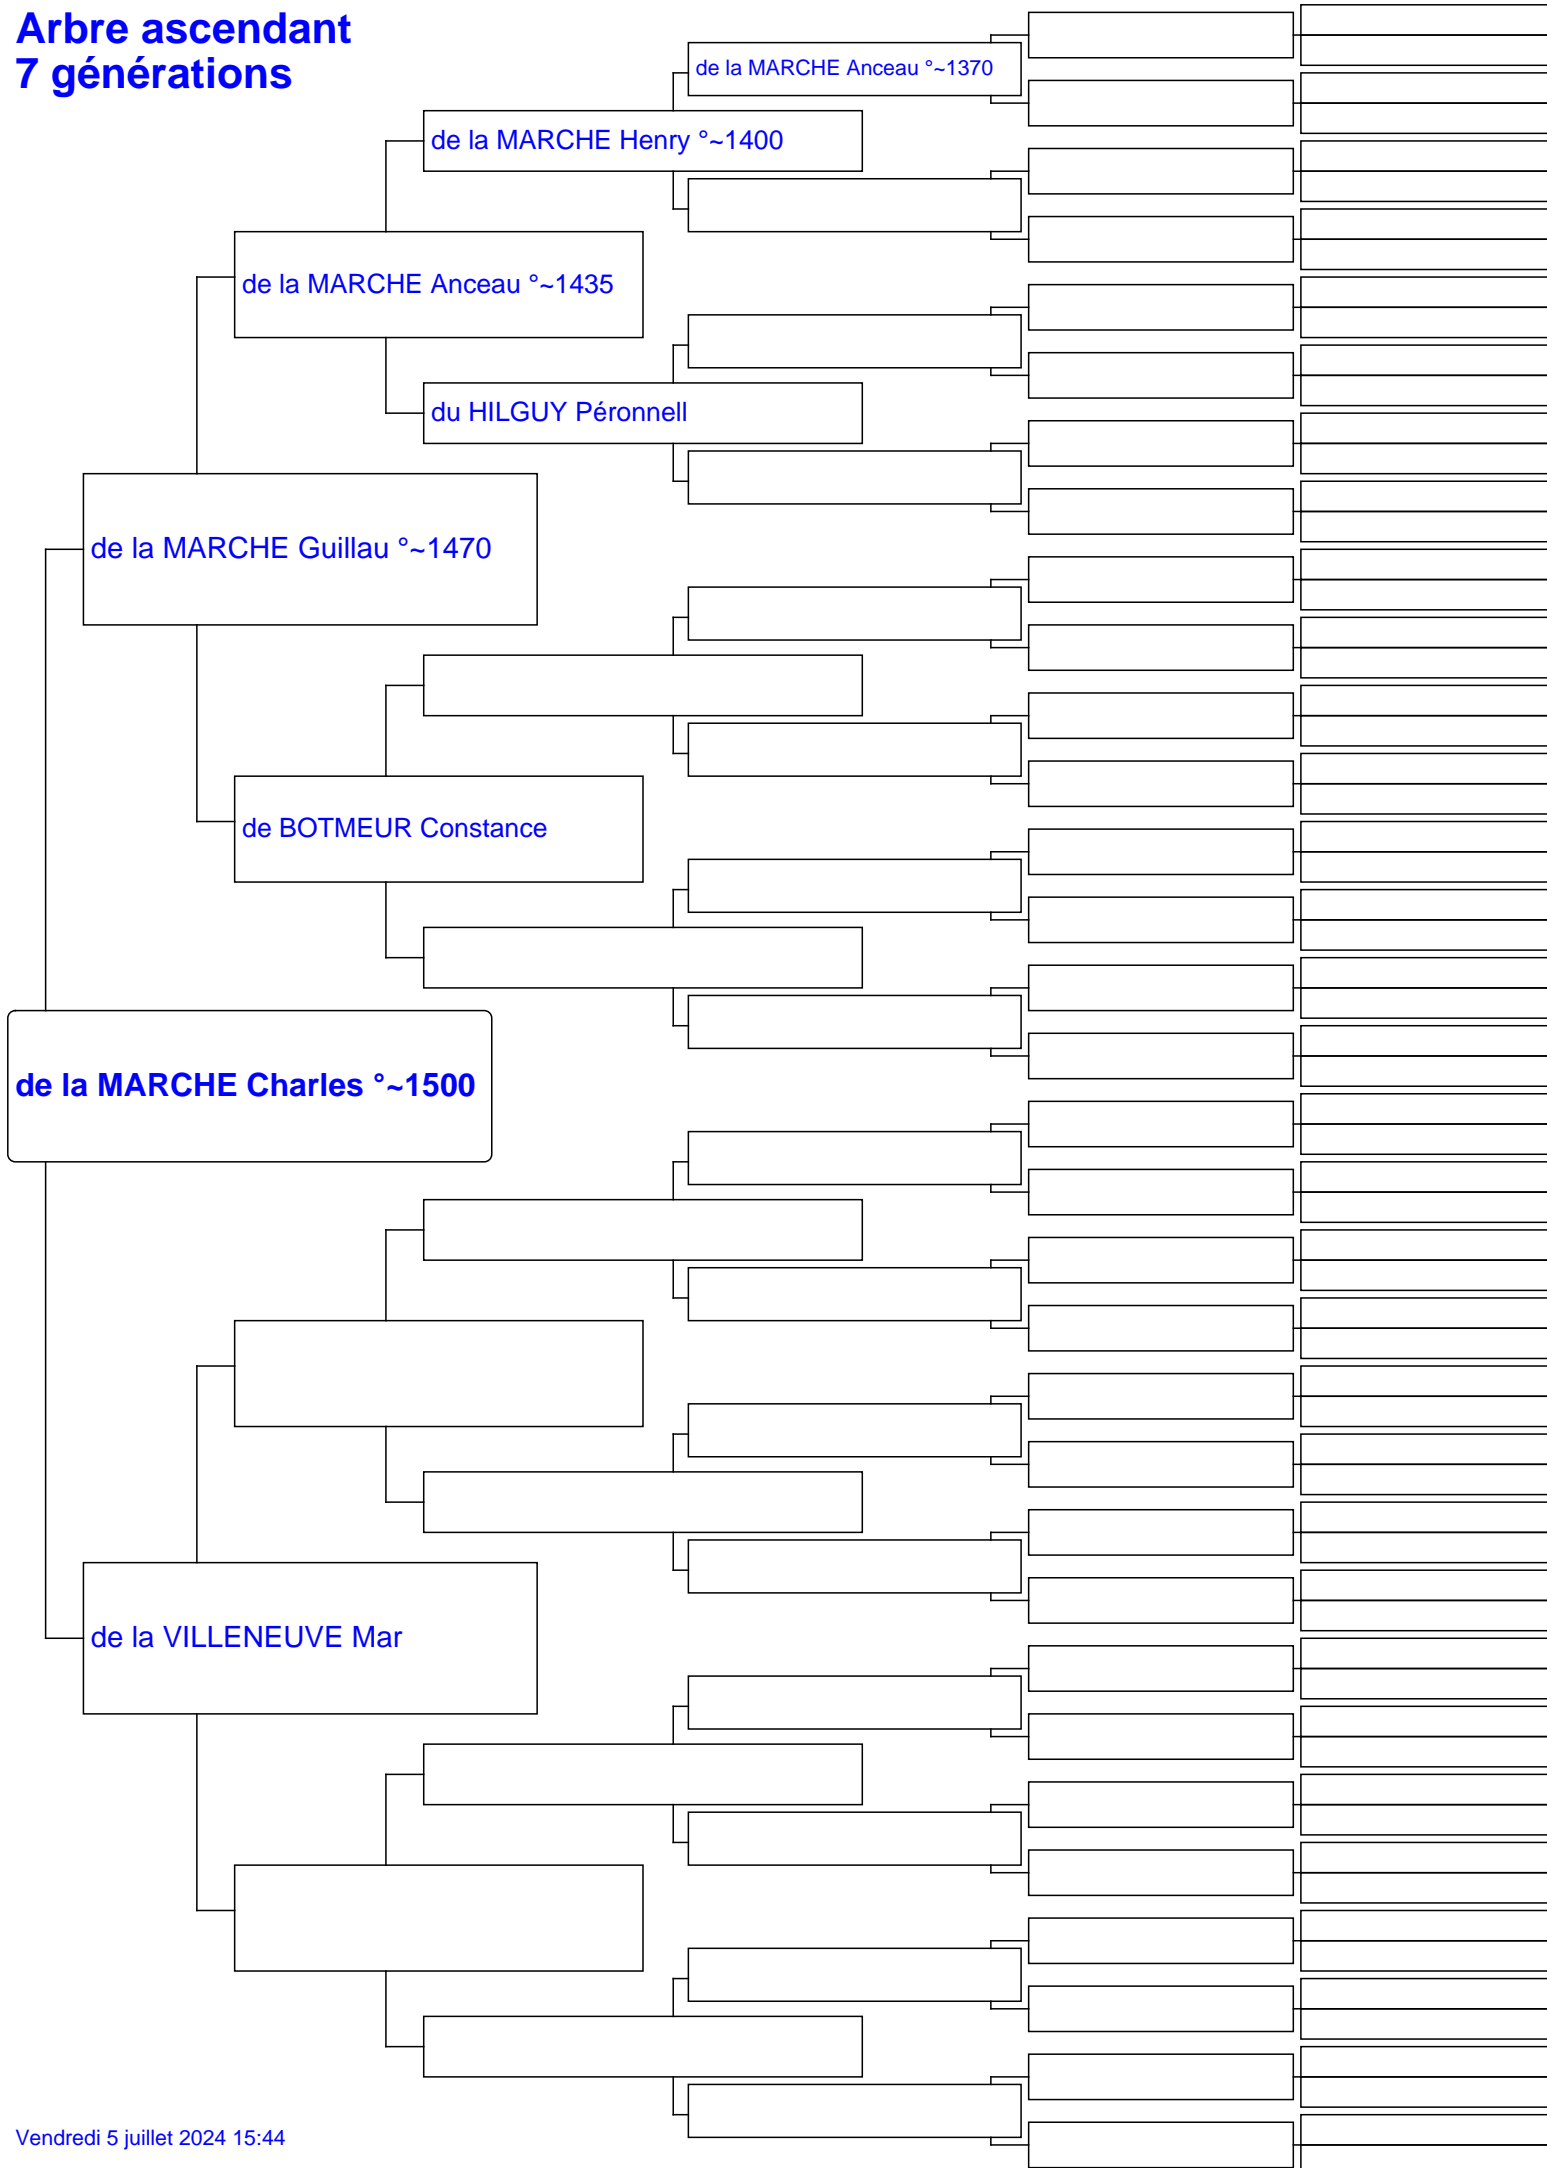 Arbre ascendant
7 générations
de la MARCHE Anceau °~1370
de la MARCHE Henry °~1400
de la MARCHE Anceau °~1435
du HILGUY Péronnell
de la MARCHE Guillau °~1470
de BOTMEUR Constance
de la MARCHE Charles °~1500
de la VILLENEUVE Mar
Vendredi 5 juillet 2024 15:44